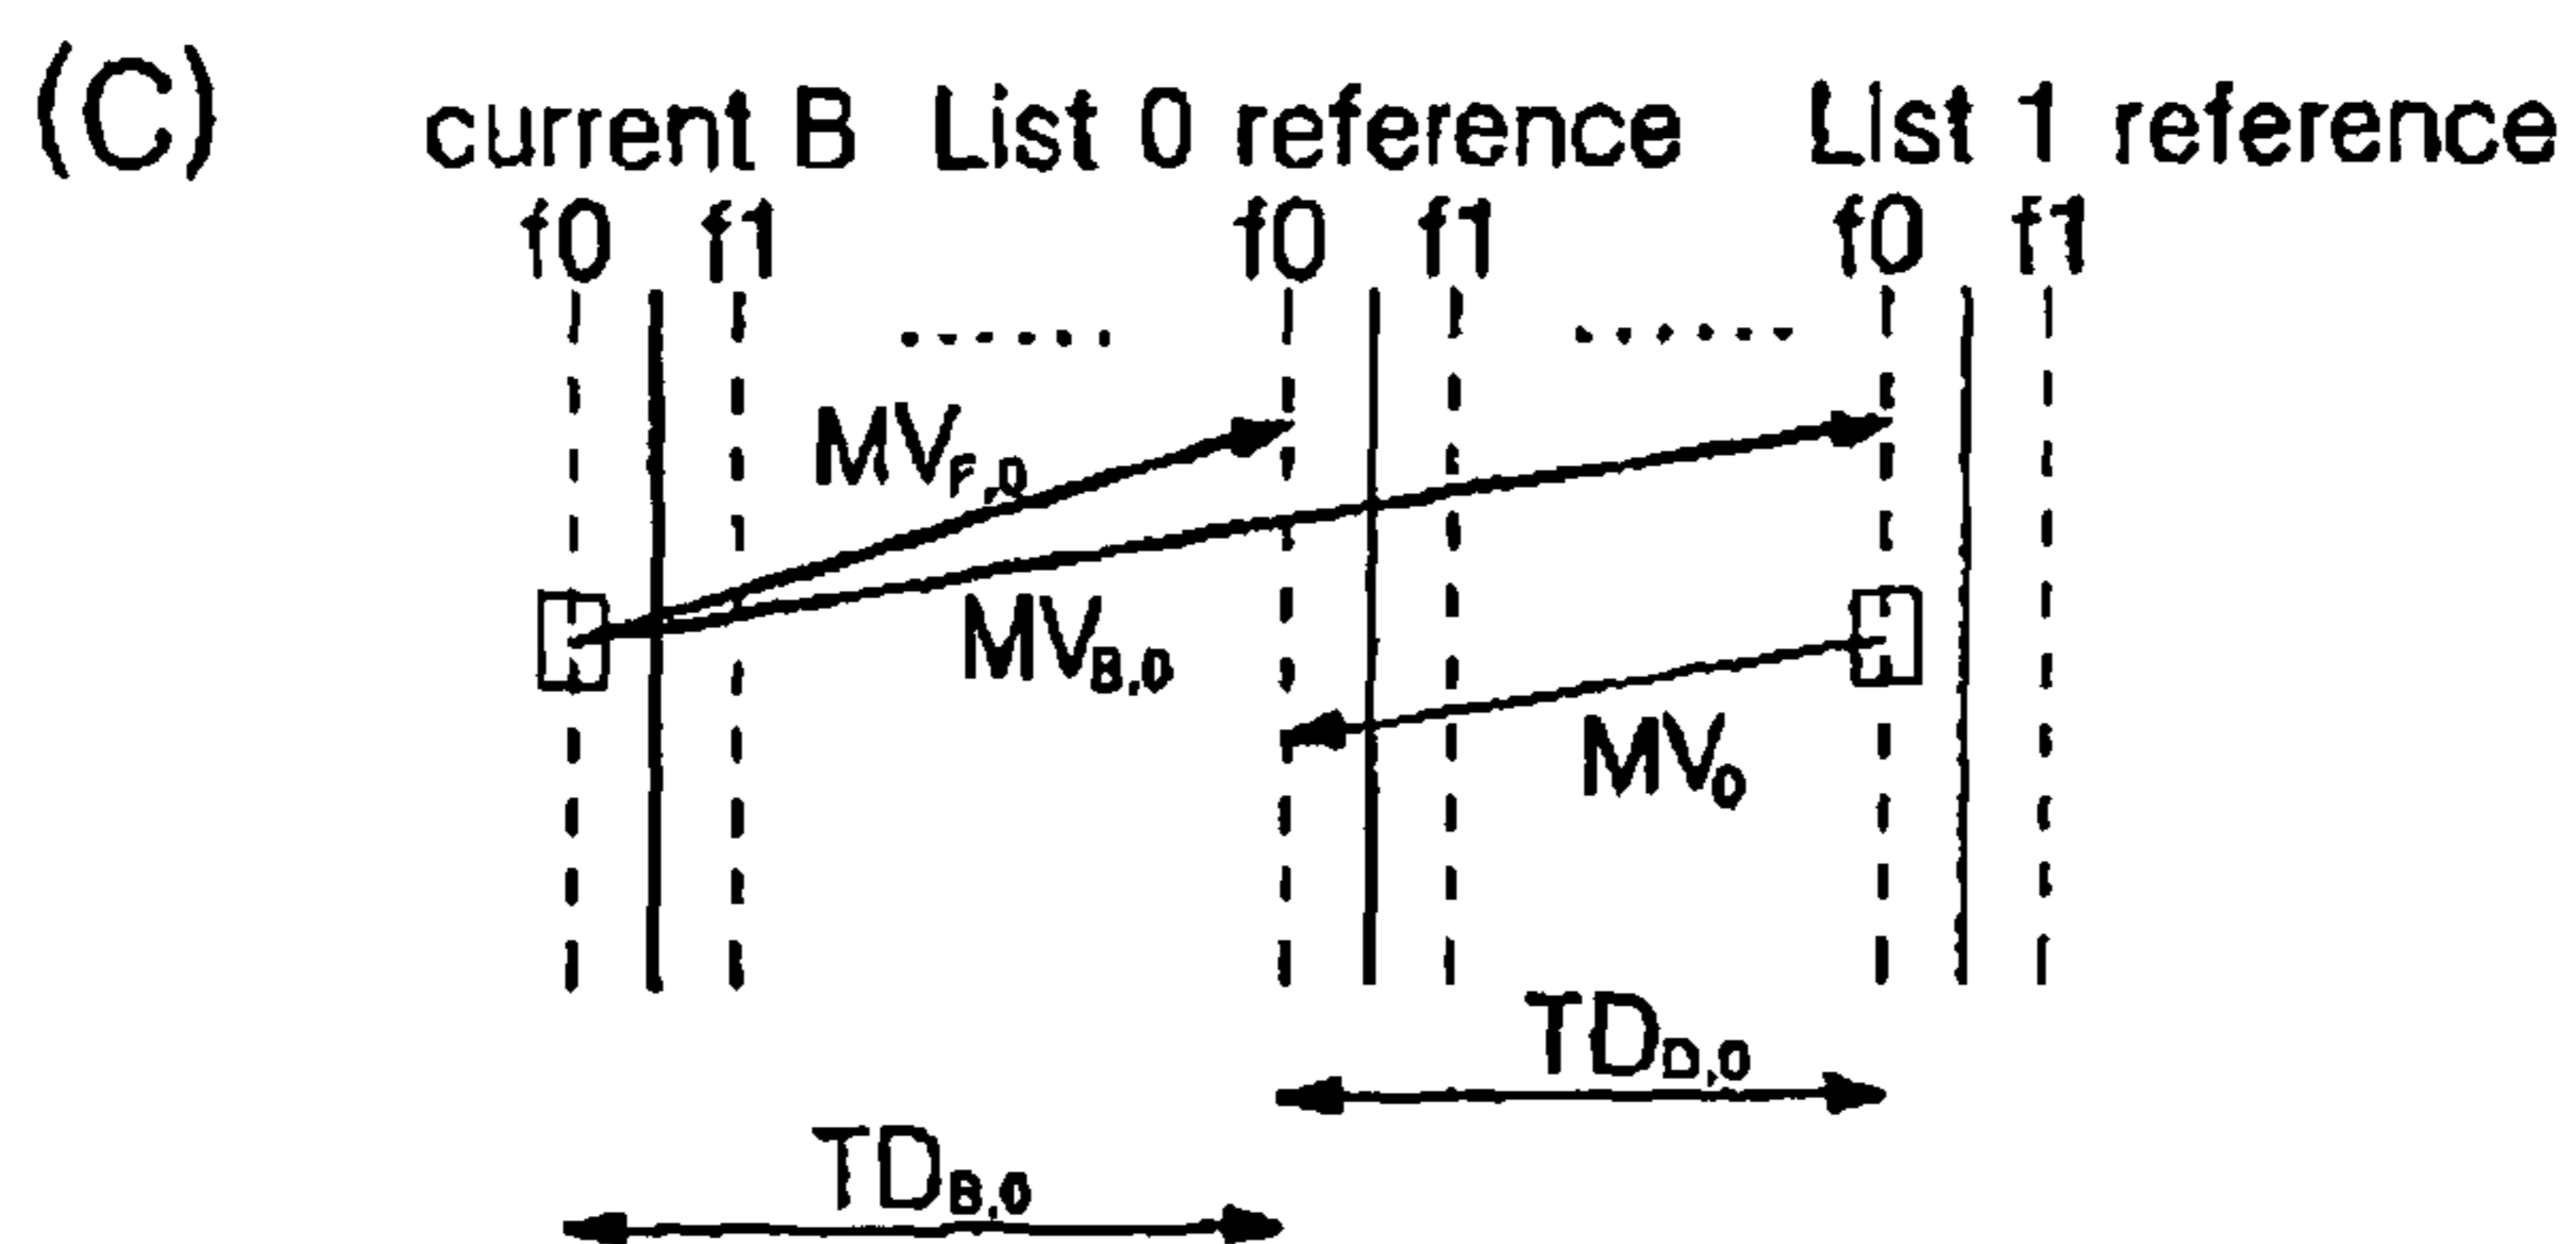 (C) current B List 0 reference LIst 1 reference
f0 f1 f0 f1 f0 f1
MVF,0
MVB,0
MV0
TDD,0
TDB,0